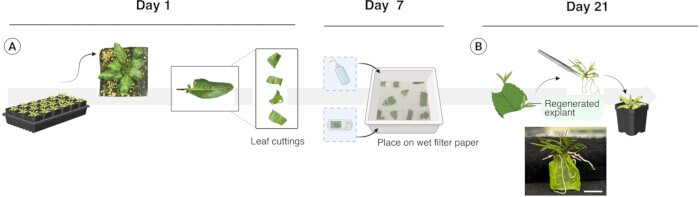 Day 1
Day 7
Day 21
A
B
Leaf cuttings
Place on wet filter paper
Regenerated
explant